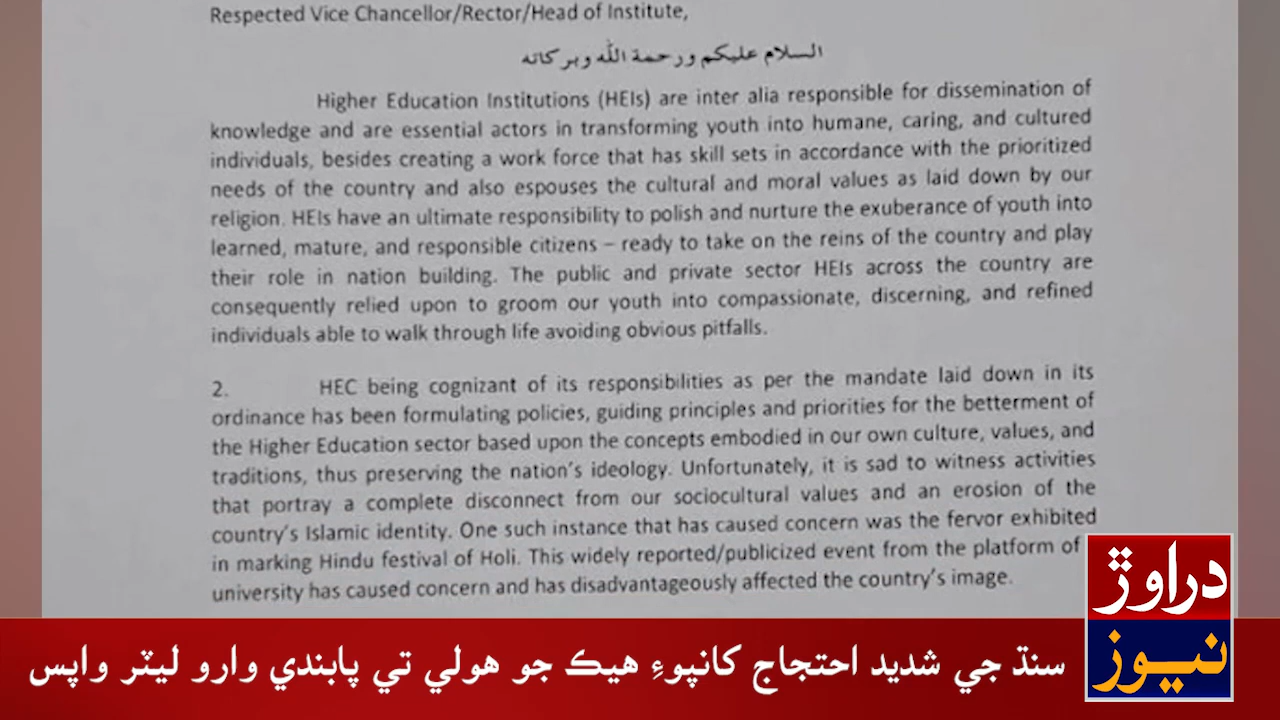 Respected Vice Chancellor/Rector/Head of Institute,
السلام عليكم ورحمة الله وبركاته
Higher Education Institutions (HEIs) are inter alia responsible for dissemination of
knowledge and are essential actors in transforming youth into humane, caring, and cultured
individuals, besides creating a work force that has skill sets in accordance with the prioritized
needs of the country and also espouses the cultural and moral values as laid down by our
religion. HEIs have an ultimate responsibility to polish and nurture the exuberance of youth into
learned, mature, and responsible citizens – ready to take on the reins of the country and play
their role in nation building. The public and private sector HEIs across the country are
consequently relied upon to groom our youth into compassionate, discerning, and refined
individuals able to walk through life avoiding obvious pitfalls.
2. HEC being cognizant of its responsibilities as per the mandate laid down in its
ordinance has been formulating policies, guiding principles and priorities for the betterment of
the Higher Education sector based upon the concepts embodied in our own culture, values, and
traditions, thus preserving the nation's ideology. Unfortunately, it is sad to witness activities
that portray a complete disconnect from our sociocultural values and an erosion of the
country's Islamic identity. One such instance that has caused concern was the fervor exhibited
in marking Hindu festival of Holi. This widely reported/publicized event from the platform of
university has caused concern and has disadvantageously affected the country's image.
دراوڙ
نيوز
سنڌ جي شديد احتجاج کانپوءِ هيڪ جو هولي تي پابندي وارو ليٽر واپس